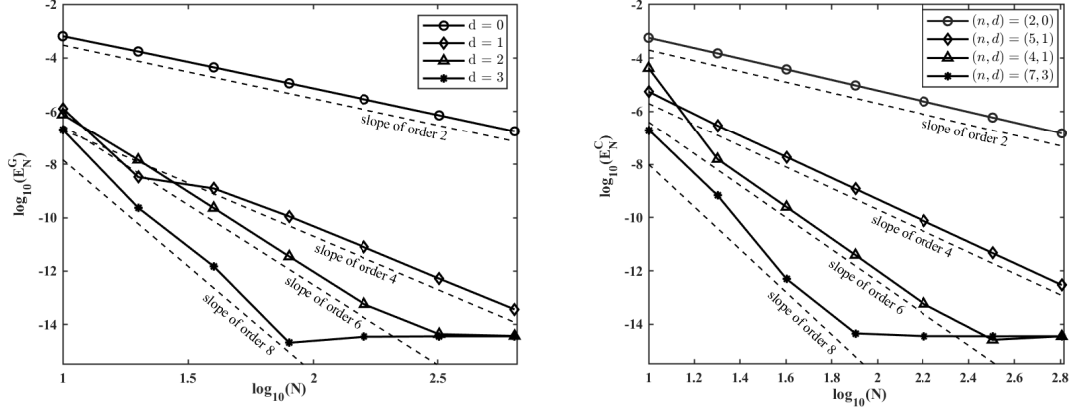 -2
-4
-6
-8
-10
-12
-14
log₁₀(E_N^G)
d = 0
d = 1
d = 2
d = 3
slope of order 2
slope of order 4
slope of order 6
slope of order 8
1
1.5
2
2.5
log₁₀(N)
-2
-4
-6
-8
-10
-12
-14
log₁₀(E_N^C)
(n, d) = (2, 0)
(n, d) = (5, 1)
(n, d) = (4, 1)
(n, d) = (7, 3)
slope of order 2
slope of order 4
slope of order 6
slope of order 8
1
1.2
1.4
1.6
1.8
2
2.2
2.4
2.6
2.8
log₁₀(N)